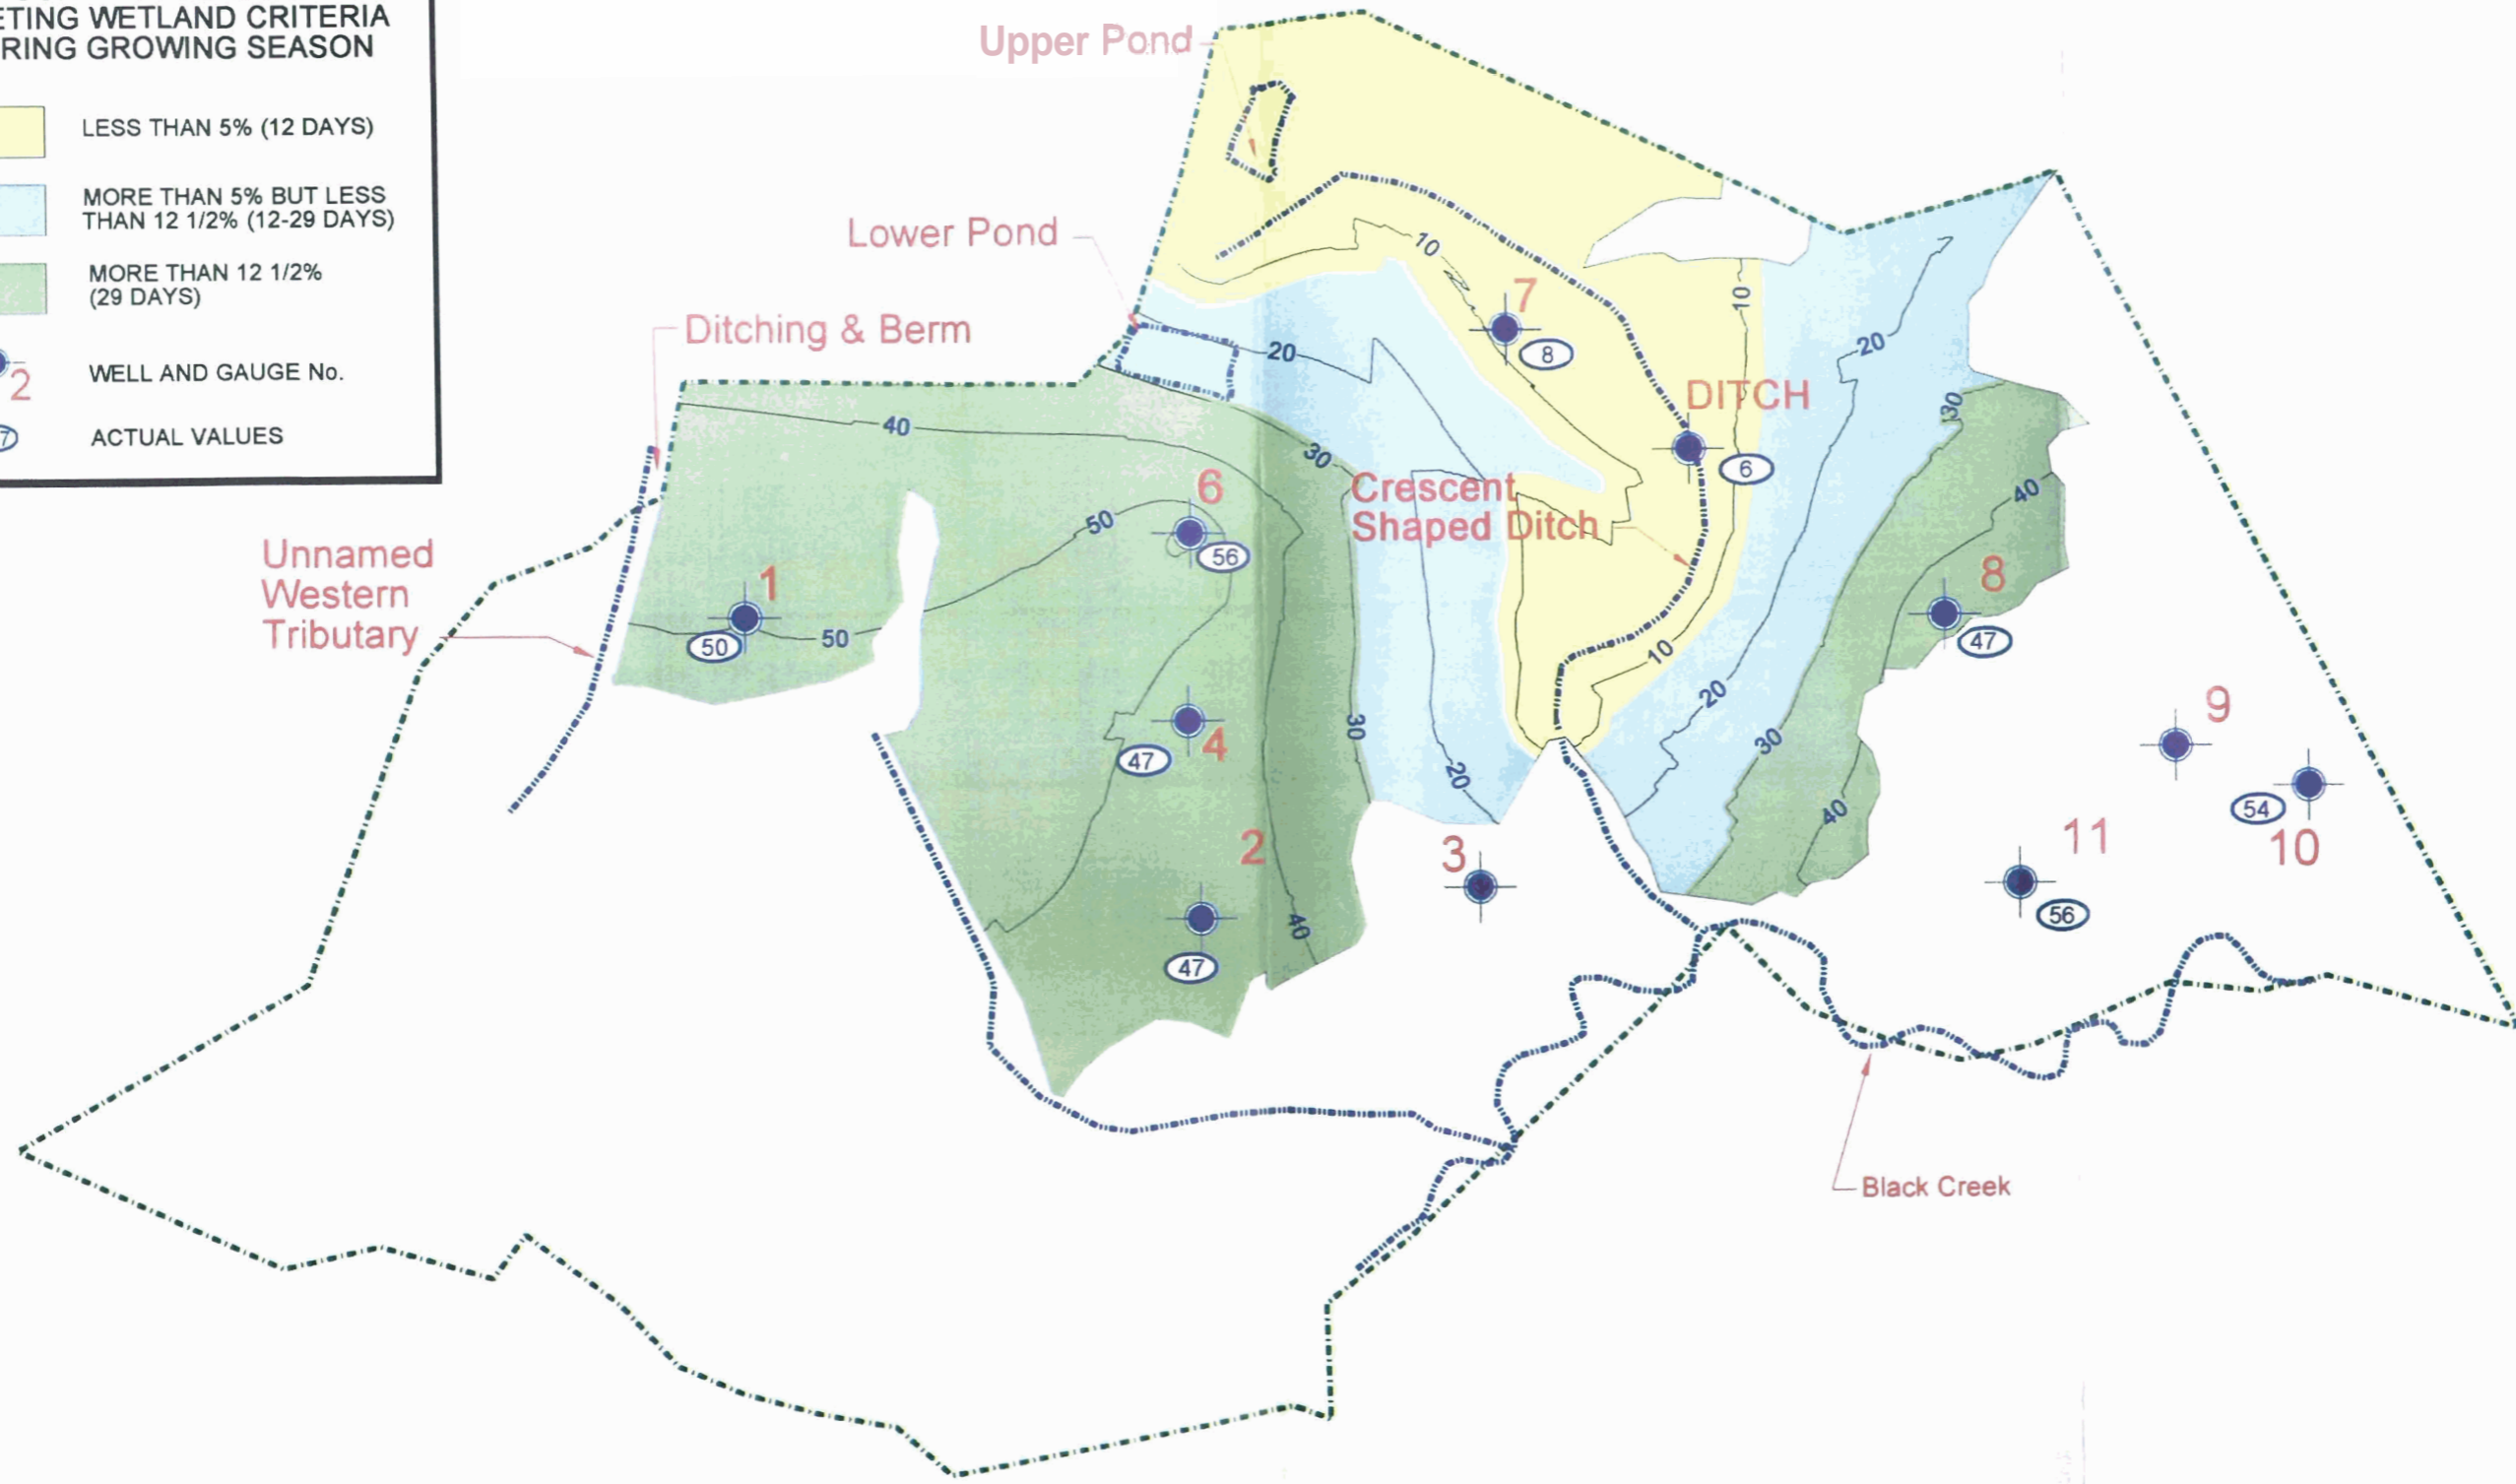 ETING WETLAND CRITERIA
RING GROWING SEASON
LESS THAN 5% (12 DAYS)
MORE THAN 5% BUT LESS
THAN 12 1/2% (12-29 DAYS)
MORE THAN 12 1/2%
(29 DAYS)
2
WELL AND GAUGE No.
7
ACTUAL VALUES
Upper Pond
Lower Pond
Ditching & Berm
Unnamed
Western
Tributary
Crescent
Shaped Ditch
DITCH
Black Creek
10
7
8
10
20
20
6
30
40
30
40
6
50
56
1
50
50
8
47
10
4
47
20
30
30
20
40
9
54
10
2
47
40
3
11
56